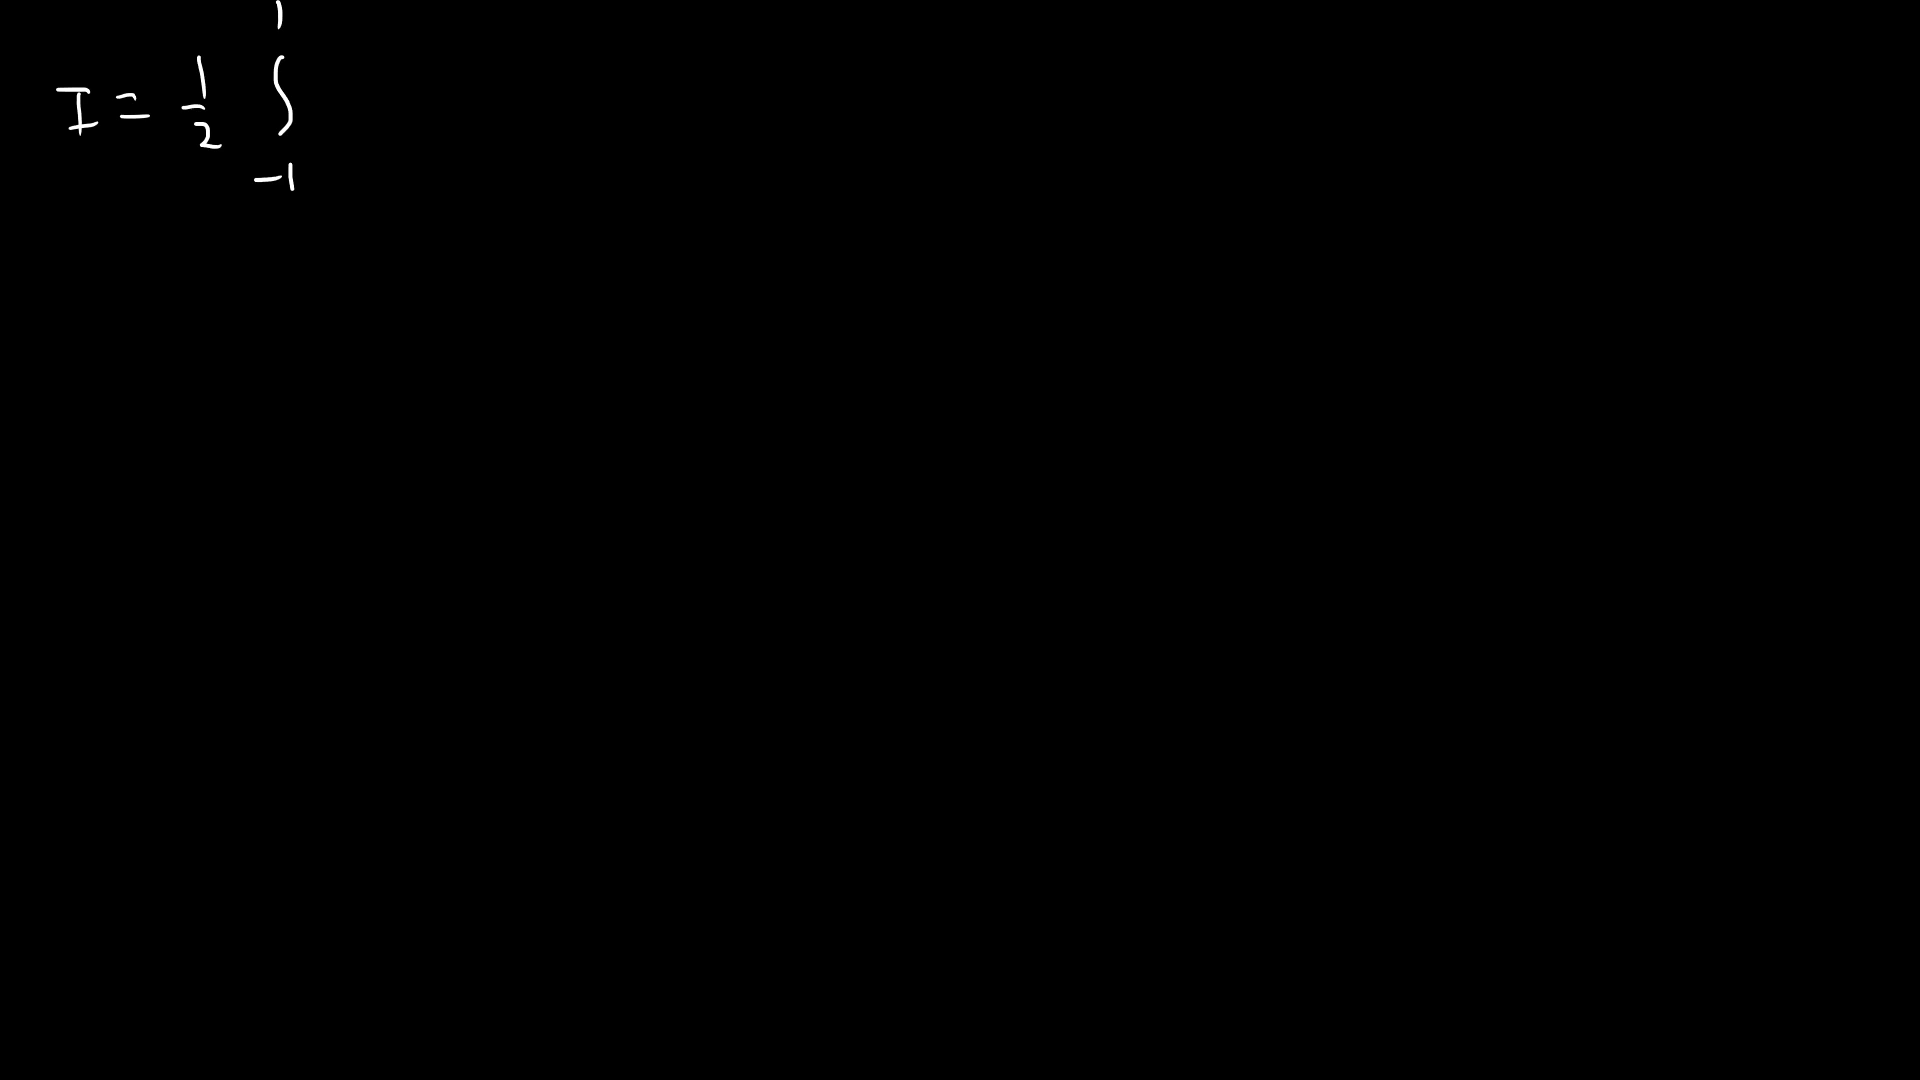 I = 1/2 ∫_{-1}^{1}